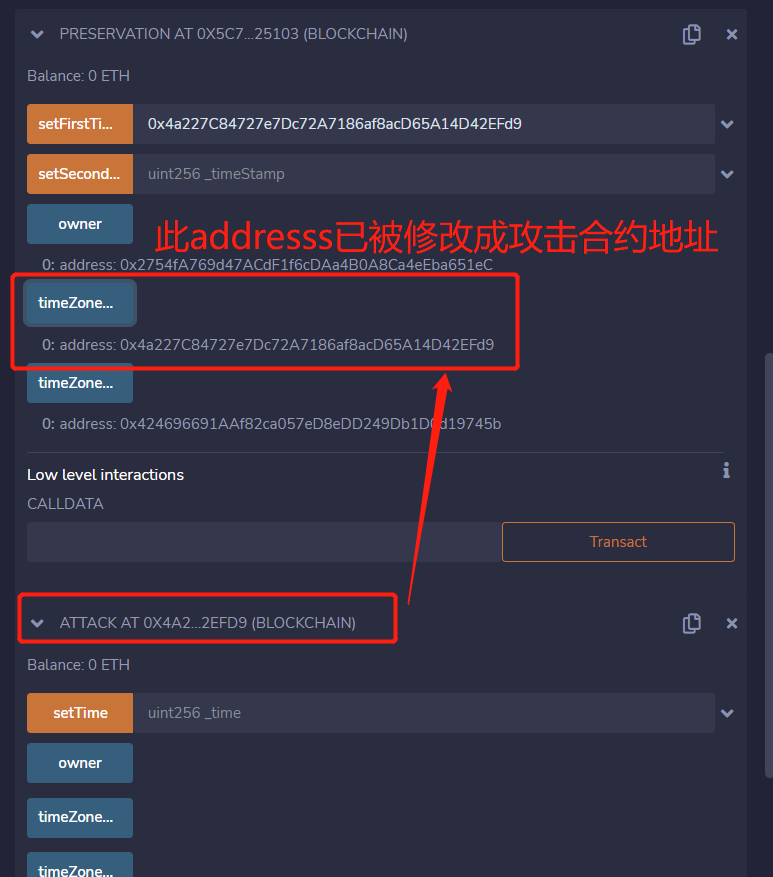 PRESERVATION AT 0X5C7...25103 (BLOCKCHAIN)
Balance: 0 ETH
setFirstTi... 0x4a227C84727e7Dc72A7186af8acD65A14D42EFd9
setSecond... uint256 _timeStamp
owner
此addresss已被修改成攻击合约地址
0: address: 0x2754fA769d47ACdF1f6cDAa4B0A8Ca4eEba651eC
timeZone...
0: address: 0x4a227C84727e7Dc72A7186af8acD65A14D42EFd9
timeZone...
0: address: 0x424696691AAf82ca057eD8eDD249Db1D0d19745b
Low level interactions
CALLDATA
Transact
ATTACK AT 0X4A2...2EFD9 (BLOCKCHAIN)
Balance: 0 ETH
setTime uint256 _time
owner
timeZone...
timeZone...